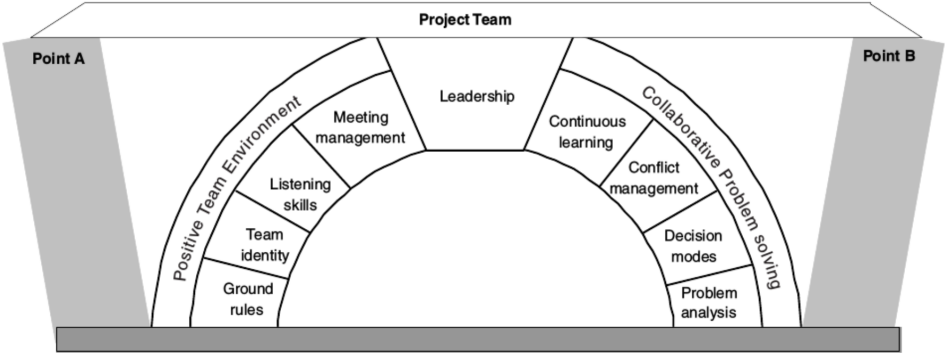 Project Team
Point A
Point B
Leadership
Positive Team Environment
Collaborative Problem solving
Meeting
management
Listening
skills
Team
identity
Ground
rules
Continuous
learning
Conflict
management
Decision
modes
Problem
analysis